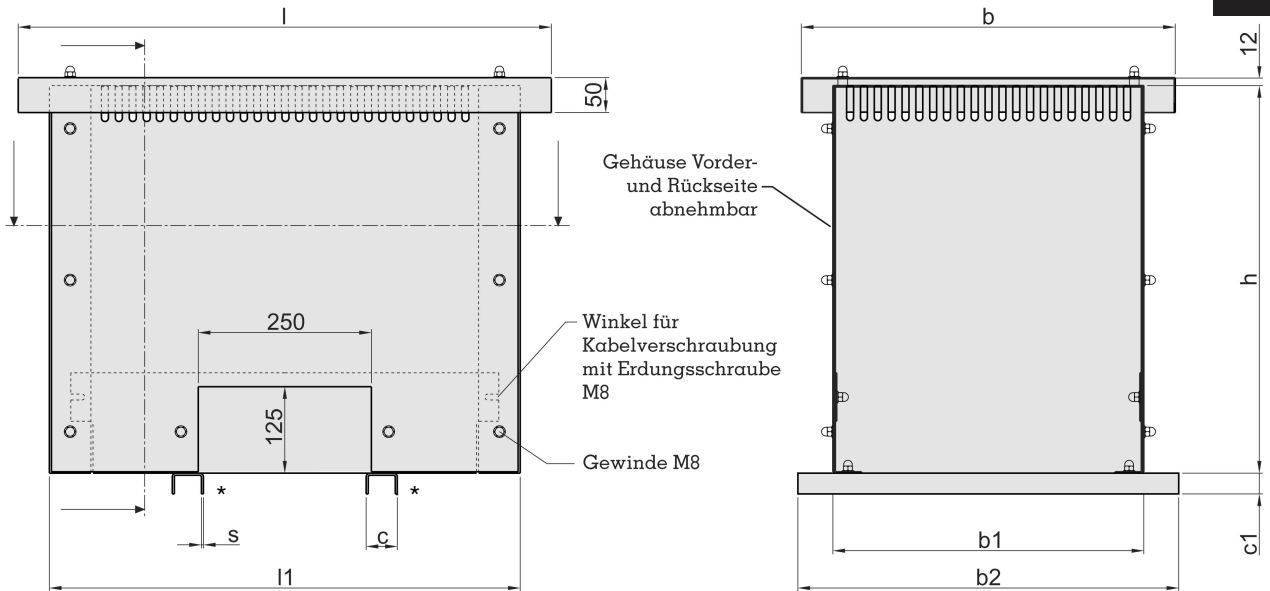 l
50
250
125
*
*
s
c
l1
Gehäuse Vorder-
und Rückseite
abnehmbar
Winkel für
Kabelverschraubung
mit Erdungsschraube
M8
Gewinde M8
b
12
h
c1
b1
b2